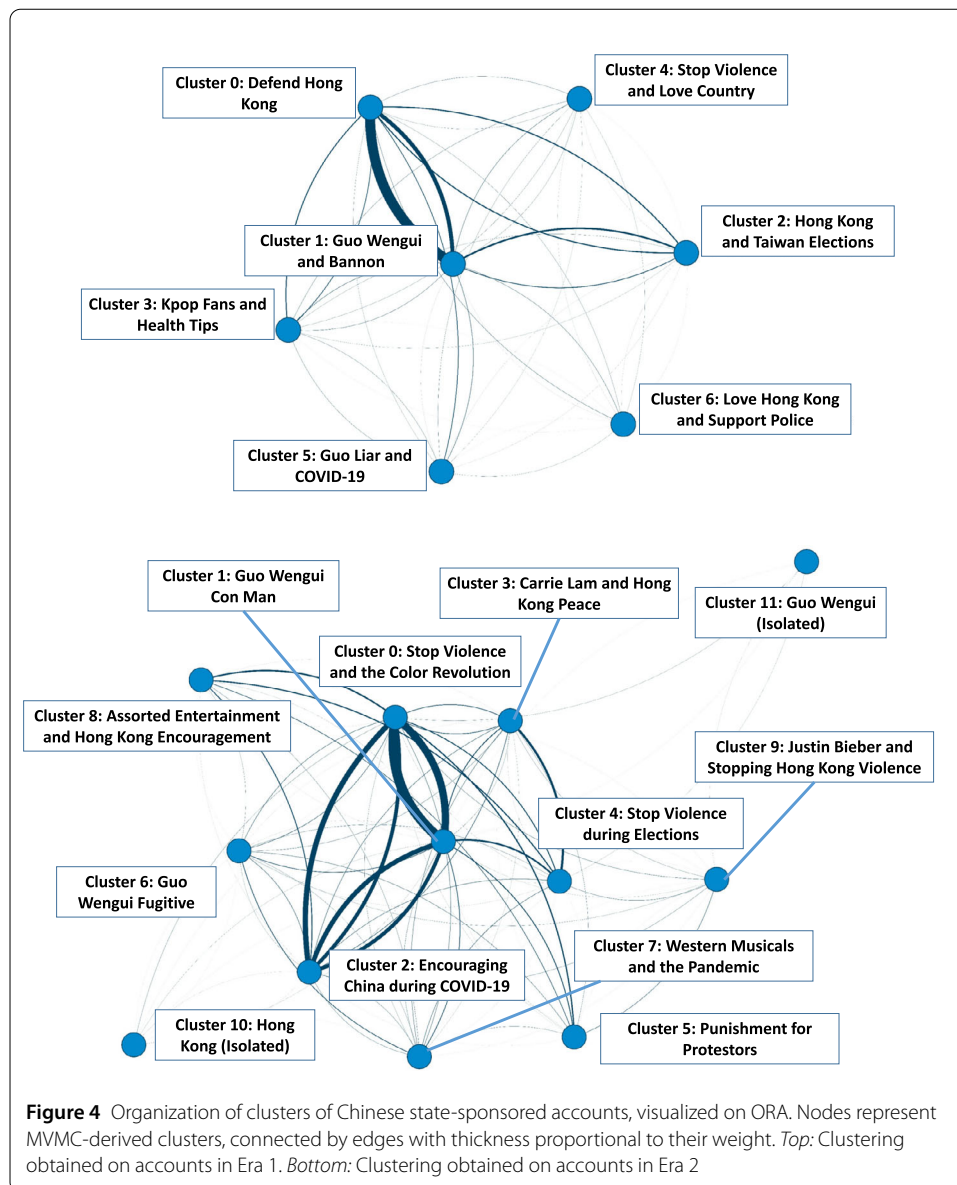 Cluster 0: Defend Hong
Kong
Cluster 4: Stop Violence
and Love Country
Cluster 1: Guo Wengui
and Bannon
Cluster 2: Hong Kong
and Taiwan Elections
Cluster 3: Kpop Fans and
Health Tips
Cluster 6: Love Hong Kong
and Support Police
Cluster 5: Guo Liar and
COVID-19
Cluster 1: Guo Wengui
Con Man
Cluster 3: Carrie Lam and Hong
Kong Peace
Cluster 11: Guo Wengui
(Isolated)
Cluster 0: Stop Violence
and the Color Revolution
Cluster 8: Assorted Entertainment
and Hong Kong Encouragement
Cluster 9: Justin Bieber and
Stopping Hong Kong Violence
Cluster 4: Stop Violence
during Elections
Cluster 6: Guo
Wengui Fugitive
Cluster 7: Western Musicals
and the Pandemic
Cluster 2: Encouraging
China during COVID-19
Cluster 10: Hong
Kong (Isolated)
Cluster 5: Punishment for
Protestors
Figure 4 Organization of clusters of Chinese state-sponsored accounts, visualized on ORA. Nodes represent
MVMC-derived clusters, connected by edges with thickness proportional to their weight. Top: Clustering
obtained on accounts in Era 1. Bottom: Clustering obtained on accounts in Era 2